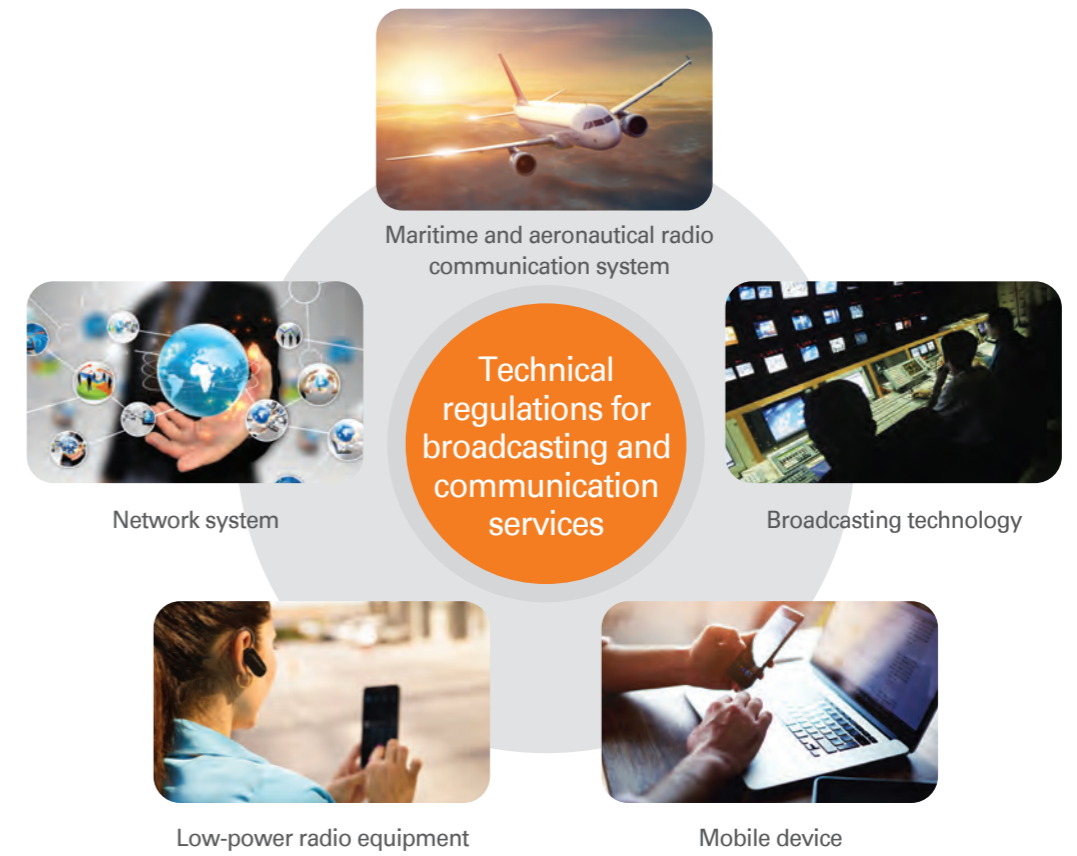 Maritime and aeronautical radio
communication system
Technical
regulations for
broadcasting and
communication
services
Network system
Broadcasting technology
Low-power radio equipment
Mobile device